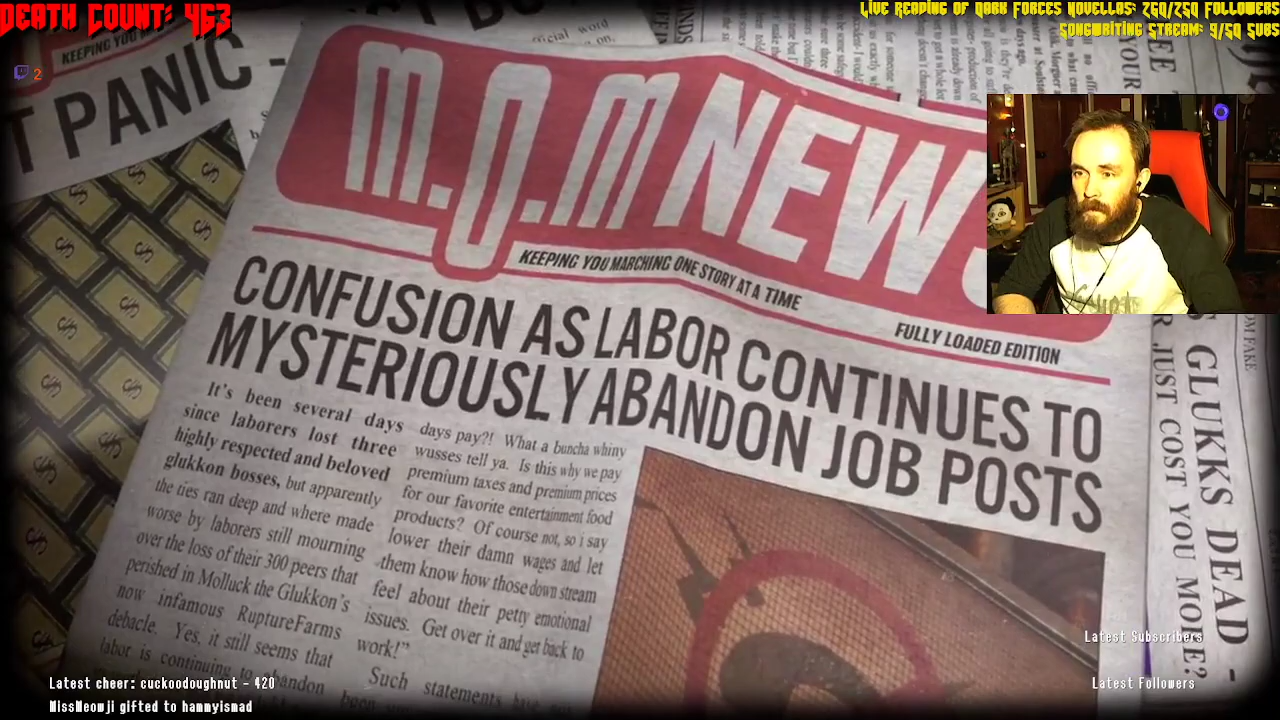 DEATH COUNT: 463
LIVE READING OF DARK FORCES NOVELLAS: 250/250 FOLLOWERS
SONGWRITING STREAM: 9/50 SUBS
2
KEEPING YOU
T PANIC -
M.O.M NEWS
KEEPING YOU MARCHING ONE STORY AT A TIME
FULLY LOADED EDITION
CONFUSION AS LABOR CONTINUES TO
MYSTERIOUSLY ABANDON JOB POSTS
It's been several days
since laborers lost three
highly respected and beloved
glukkon bosses, but apparently
the ties ran deep and where made
worse by laborers still mourning
over the loss of their 300 peers that
perished in Molluck the Glukkon's
now infamous RuptureFarms
debacle. Yes, it still seems that
labor is continuing to abandon
days pay?! What a buncha whiny
wusses tell ya. Is this why we pay
premium taxes and premium prices
for our favorite entertainment food
products? Of course not, so i say
lower their damn wages and let
them know how those down stream
feel about their petty emotional
issues. Get over it and get back to
work!"
Such statements have
GLUKKS DEAD -
JUST COST YOU MORE?
YOUR
Latest Subscribers
Latest Followers
Latest cheer: cuckoodoughnut - 420
MissMeowji gifted to hammyismad